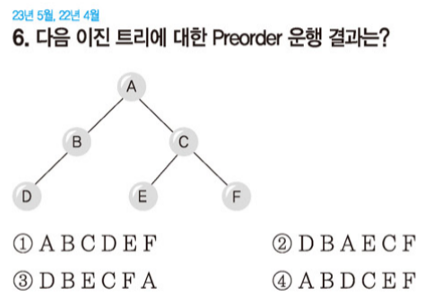 23년 5월, 22년 4월
6. 다음 이진 트리에 대한 Preorder 운행 결과는?
A
B
C
D
E
F
① A B C D E F
② D B A E C F
③ D B E C F A
④ A B D C E F